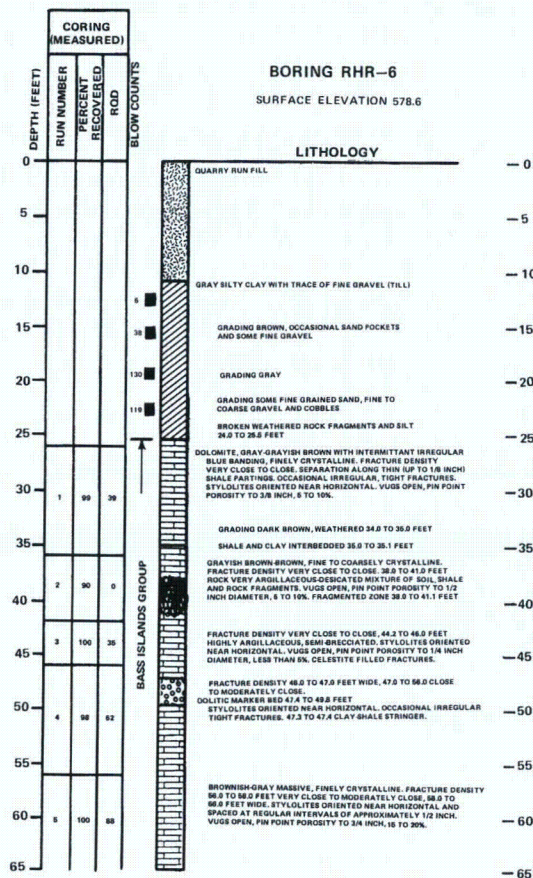 CORING
(MEASURED)
DEPTH (FEET)
RUN NUMBER
PERCENT
RECOVERED
RQD
BLOW COUNTS
BORING RHR–6
SURFACE ELEVATION 578.6
LITHOLOGY
0
0
QUARRY RUN FILL
5
5
10
10
GRAY SILTY CLAY WITH TRACE OF FINE GRAVEL (TILL)
6
15
38
15
GRADING BROWN, OCCASIONAL SAND POCKETS
AND SOME FINE GRAVEL
20
130
20
GRADING GRAY
119
GRADING SOME FINE GRAINED SAND, FINE TO
COARSE GRAVEL AND COBBLES
25
25
BROKEN WEATHERED ROCK FRAGMENTS AND SILT
24.0 TO 25.6 FEET
DOLOMITE, GRAY-GRAYISH BROWN WITH INTERMITTANT IRREGULAR
BLUE BANDING, FINELY CRYSTALLINE. FRACTURE DENSITY
VERY CLOSE TO CLOSE. SEPARATION ALONG THIN (UP TO 1/8 INCH)
SHALE PARTINGS. OCCASIONAL IRREGULAR, TIGHT FRACTURES.
STYLOLITES ORIENTED NEAR HORIZONTAL. VUGS OPEN, PIN POINT
POROSITY TO 3/8 INCH, 5 TO 10%.
30
1
99
39
30
GRADING DARK BROWN, WEATHERED 34.0 TO 35.0 FEET
35
35
SHALE AND CLAY INTERBEDDED 35.0 TO 35.1 FEET
GRAYISH BROWN-BROWN, FINE TO COARSELY CRYSTALLINE.
FRACTURE DENSITY VERY CLOSE TO CLOSE. 38.0 TO 41.0 FEET
ROCK VERY ARGILLACEOUS-DESICATED MIXTURE OF SOIL, SHALE
AND ROCK FRAGMENTS. VUGS OPEN, PIN POINT POROSITY TO 1/2
INCH DIAMETER, 5 TO 10%. FRAGMENTED ZONE 38.0 TO 41.1 FEET
2
90
0
40
40
BASS ISLANDS GROUP
3
100
35
FRACTURE DENSITY VERY CLOSE TO CLOSE, 44.2 TO 46.0 FEET
HIGHLY ARGILLACEOUS, SEMI-BRECCIATED. STYLOLITES ORIENTED
NEAR HORIZONTAL. VUGS OPEN, PIN POINT POROSITY TO 1/4 INCH
DIAMETER, LESS THAN 5%. CELESTITE FILLED FRACTURES.
45
45
FRACTURE DENSITY 46.0 TO 47.0 FEET WIDE, 47.0 TO 56.0 CLOSE
TO MODERATELY CLOSE.
OOLITIC MARKER BED 47.4 TO 49.8 FEET
STYLOLITES ORIENTED NEAR HORIZONTAL. OCCASIONAL IRREGULAR
TIGHT FRACTURES. 47.3 TO 47.4 CLAY-SHALE STRINGER.
50
4
98
62
50
55
55
BROWNISH-GRAY MASSIVE, FINELY CRYSTALLINE. FRACTURE DENSITY
56.0 TO 58.0 FEET VERY CLOSE TO MODERATELY CLOSE, 58.0 TO
66.0 FEET WIDE. STYLOLITES ORIENTED NEAR HORIZONTAL AND
SPACED AT REGULAR INTERVALS OF APPROXIMATELY 1/2 INCH.
VUGS OPEN, PIN POINT POROSITY TO 3/4 INCH, 15 TO 20%.
60
5
100
88
60
65
65